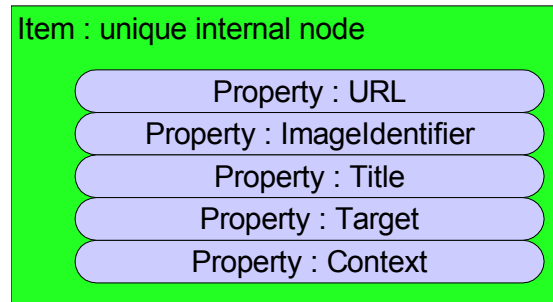 Item : unique internal node
Property : URL
Property : ImageIdentifier
Property : Title
Property : Target
Property : Context